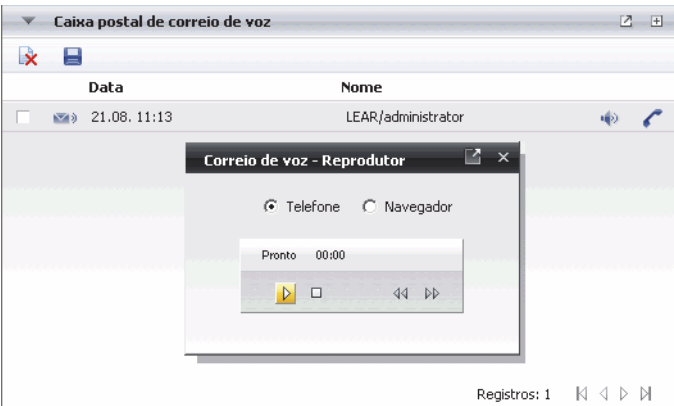 Caixa postal de correio de voz
Data Nome
21.08. 11:13 LEAR/administrator
Correio de voz - Reprodutor
Telefone Navegador
Pronto 00:00
Registros: 1